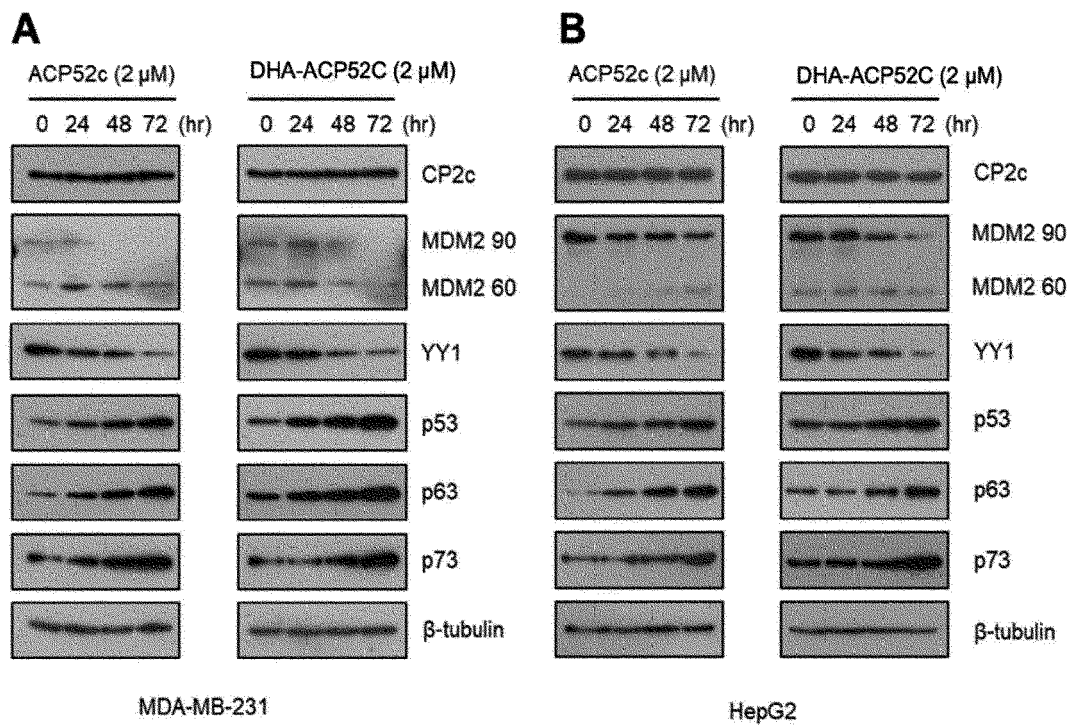 A
B
ACP52c (2 µM)
DHA-ACP52C (2 µM)
ACP52c (2 µM)
DHA-ACP52C (2 µM)
0 24 48 72 (hr)
0 24 48 72 (hr)
0 24 48 72 (hr)
0 24 48 72 (hr)
CP2c
CP2c
MDM2 90
MDM2 90
MDM2 60
MDM2 60
YY1
YY1
p53
p53
p63
p63
p73
p73
β-tubulin
β-tubulin
MDA-MB-231
HepG2